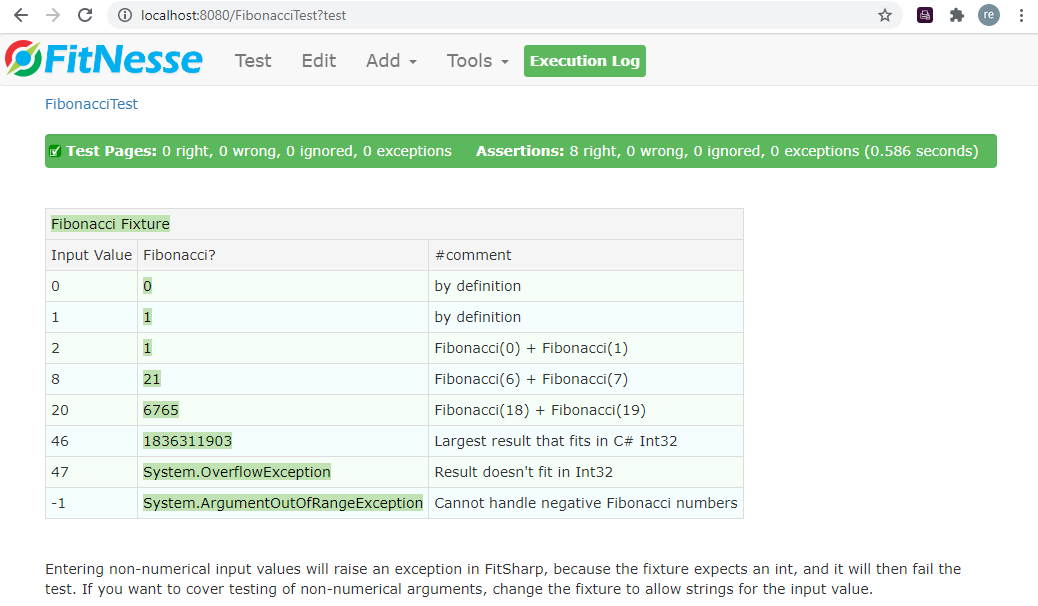 localhost:8080/FibonacciTest?test
re
FitNesse Test Edit Add Tools Execution Log
FibonacciTest
Test Pages: 0 right, 0 wrong, 0 ignored, 0 exceptions Assertions: 8 right, 0 wrong, 0 ignored, 0 exceptions (0.586 seconds)
Fibonacci Fixture
Input Value Fibonacci? #comment
0 0 by definition
1 1 by definition
2 1 Fibonacci(0) + Fibonacci(1)
8 21 Fibonacci(6) + Fibonacci(7)
20 6765 Fibonacci(18) + Fibonacci(19)
46 1836311903 Largest result that fits in C# Int32
47 System.OverflowException Result doesn't fit in Int32
-1 System.ArgumentOutOfRangeException Cannot handle negative Fibonacci numbers
Entering non-numerical input values will raise an exception in FitSharp, because the fixture expects an int, and it will then fail the
test. If you want to cover testing of non-numerical arguments, change the fixture to allow strings for the input value.